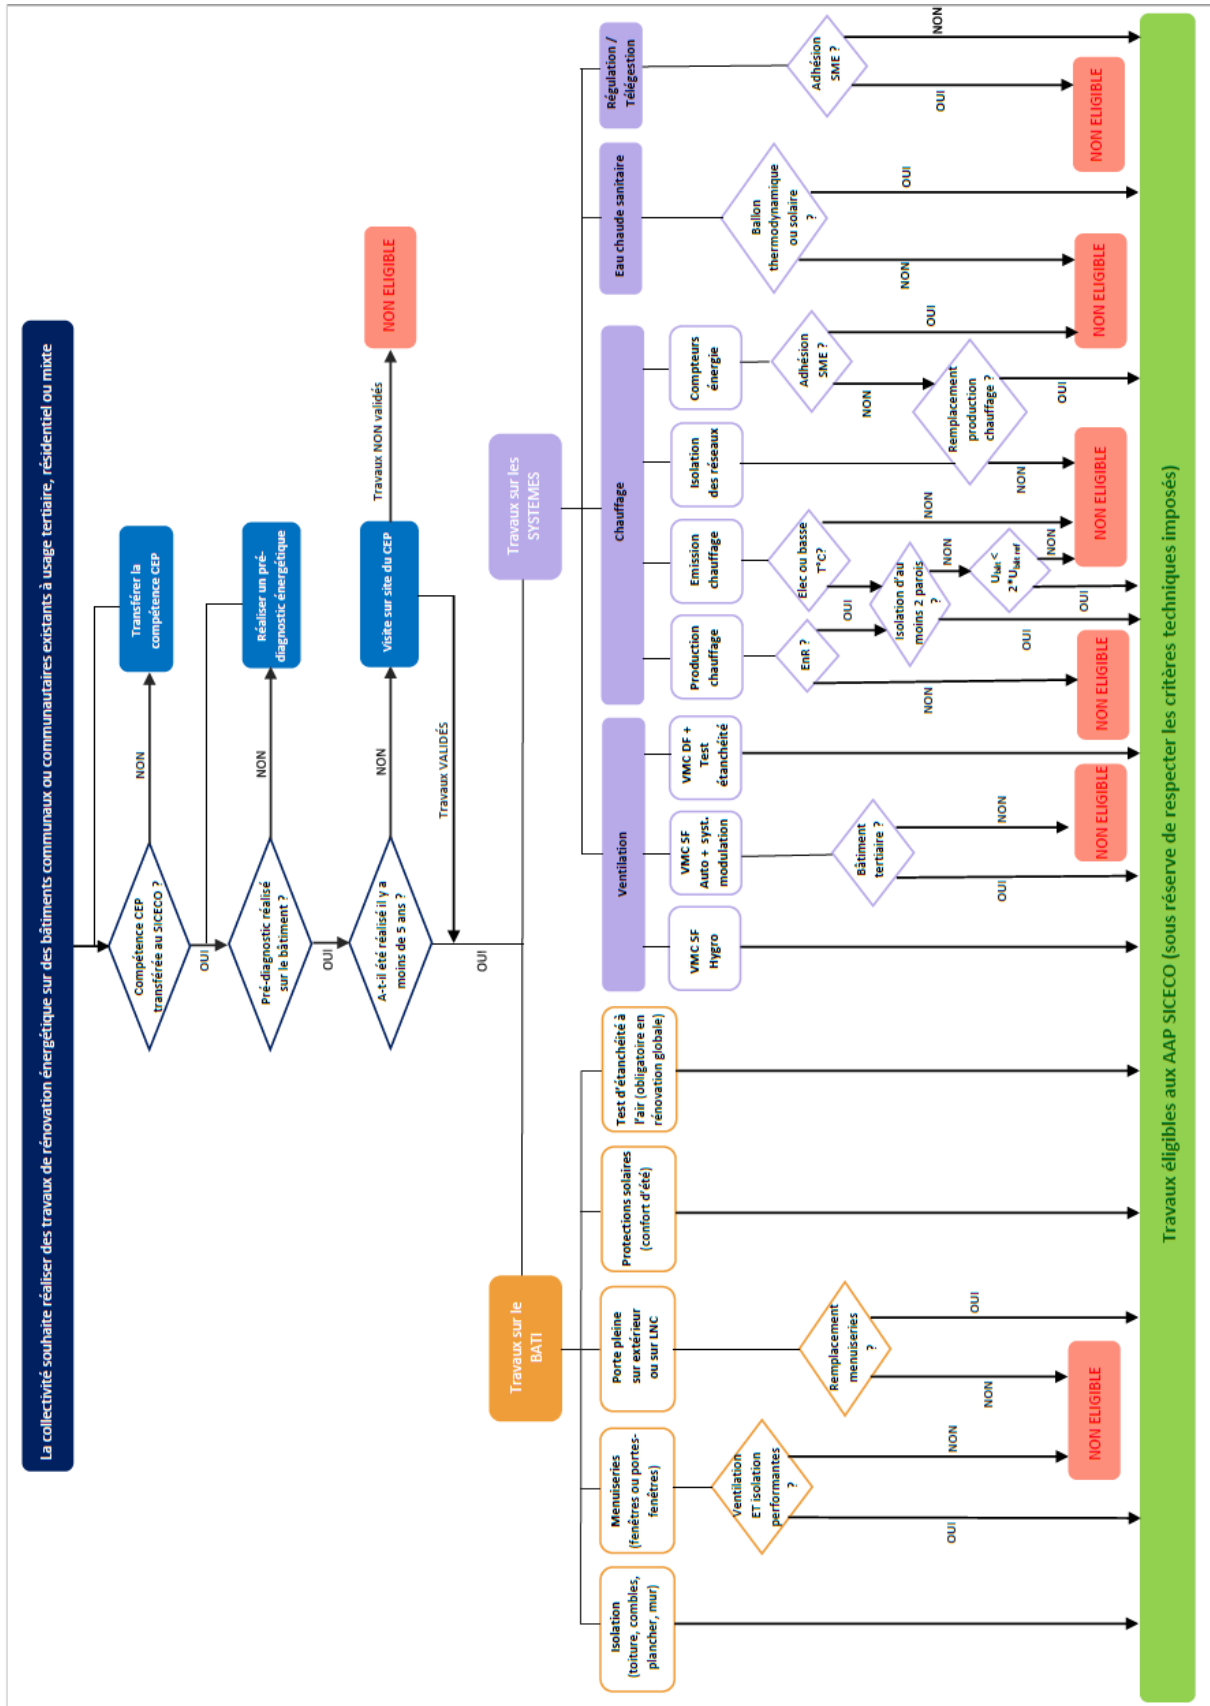 La collectivité souhaite réaliser des travaux de rénovation énergétique sur des bâtiments communaux ou communautaires existants à usage tertiaire, résidentiel ou mixte
Compétence CEP
transférée au SICECO ?
NON
Transférer la
compétence CEP
OUI
Pré-diagnostic réalisé
sur le bâtiment ?
NON
Réaliser un pré-
diagnostic énergétique
OUI
A-t-il été réalisé il y a
moins de 5 ans ?
NON
Visite sur site du CEP
Travaux NON validés
NON ELIGIBLE
Travaux VALIDÉS
OUI
Travaux sur le
BATI
Travaux sur les
SYSTEMES
Isolation
(toiture, combles,
plancher, mur)
Menuiseries
(fenêtres ou portes-
fenêtres)
Ventilation
ET isolation
performantes
?
OUI
NON
Porte pleine
sur extérieur
ou sur LNC
Remplacement
menuiseries
?
NON
OUI
NON ELIGIBLE
Protections solaires
(confort d'été)
Test d'étanchéité à
l'air (obligatoire en
rénovation globale)
Ventilation
VMC SF
Hygro
VMC SF
Auto + syst.
modulation
Bâtiment
tertiaire ?
OUI
NON
NON ELIGIBLE
VMC DF +
Test
étanchéité
Chauffage
Production
chauffage
EnR ?
NON
NON ELIGIBLE
Emission
chauffage
Elec ou basse
T°C?
OUI
NON
Isolation d'au
moins 2 parois
?
OUI
NON
Ubât <
2*Ubât ref
OUI
NON
NON ELIGIBLE
Isolation
des réseaux
Compteurs
énergie
Adhésion
SME ?
NON
OUI
Remplacement
production
chauffage ?
NON
OUI
NON ELIGIBLE
Eau chaude sanitaire
Ballon
thermodynamique
ou solaire
?
NON
OUI
Régulation /
Télégestion
Adhésion
SME ?
OUI
NON
NON ELIGIBLE
Travaux éligibles aux AAP SICECO (sous réserve de respecter les critères techniques imposés)